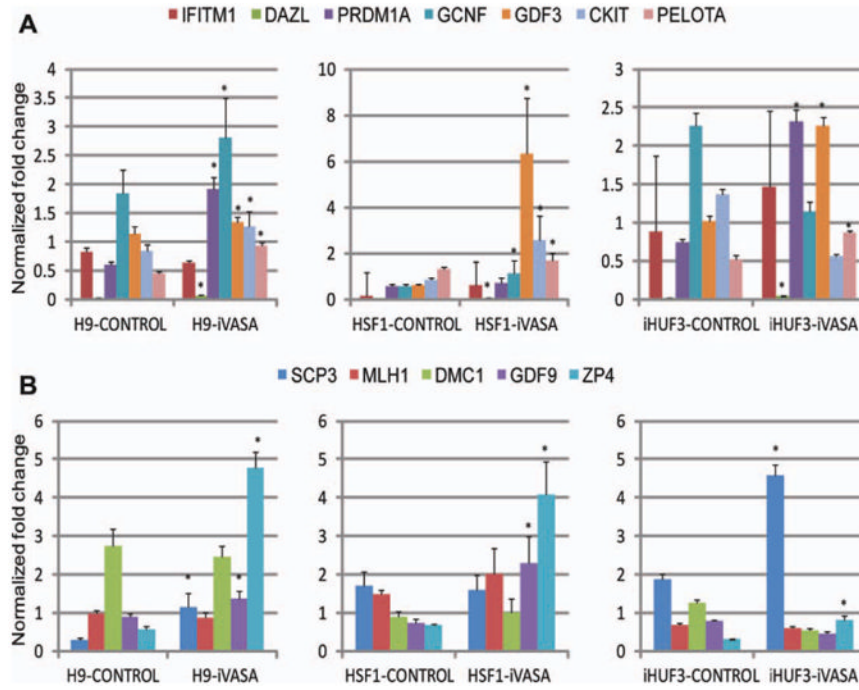 A
IFITM1 DAZL PRDM1A GCNF GDF3 CKIT PELOTA
Normalized fold change
4
3.5
3
2.5
2
1.5
1
0.5
0
* * * * * *
H9-CONTROL H9-iVASA
10
8
6
4
2
0
* * * * *
HSF1-CONTROL HSF1-iVASA
3
2.5
2
1.5
1
0.5
0
* * * *
iHUF3-CONTROL iHUF3-iVASA
B
SCP3 MLH1 DMC1 GDF9 ZP4
Normalized fold change
6
5
4
3
2
1
0
* * *
H9-CONTROL H9-iVASA
6
5
4
3
2
1
0
* *
HSF1-CONTROL HSF1-iVASA
6
5
4
3
2
1
0
* *
iHUF3-CONTROL iHUF3-iVASA